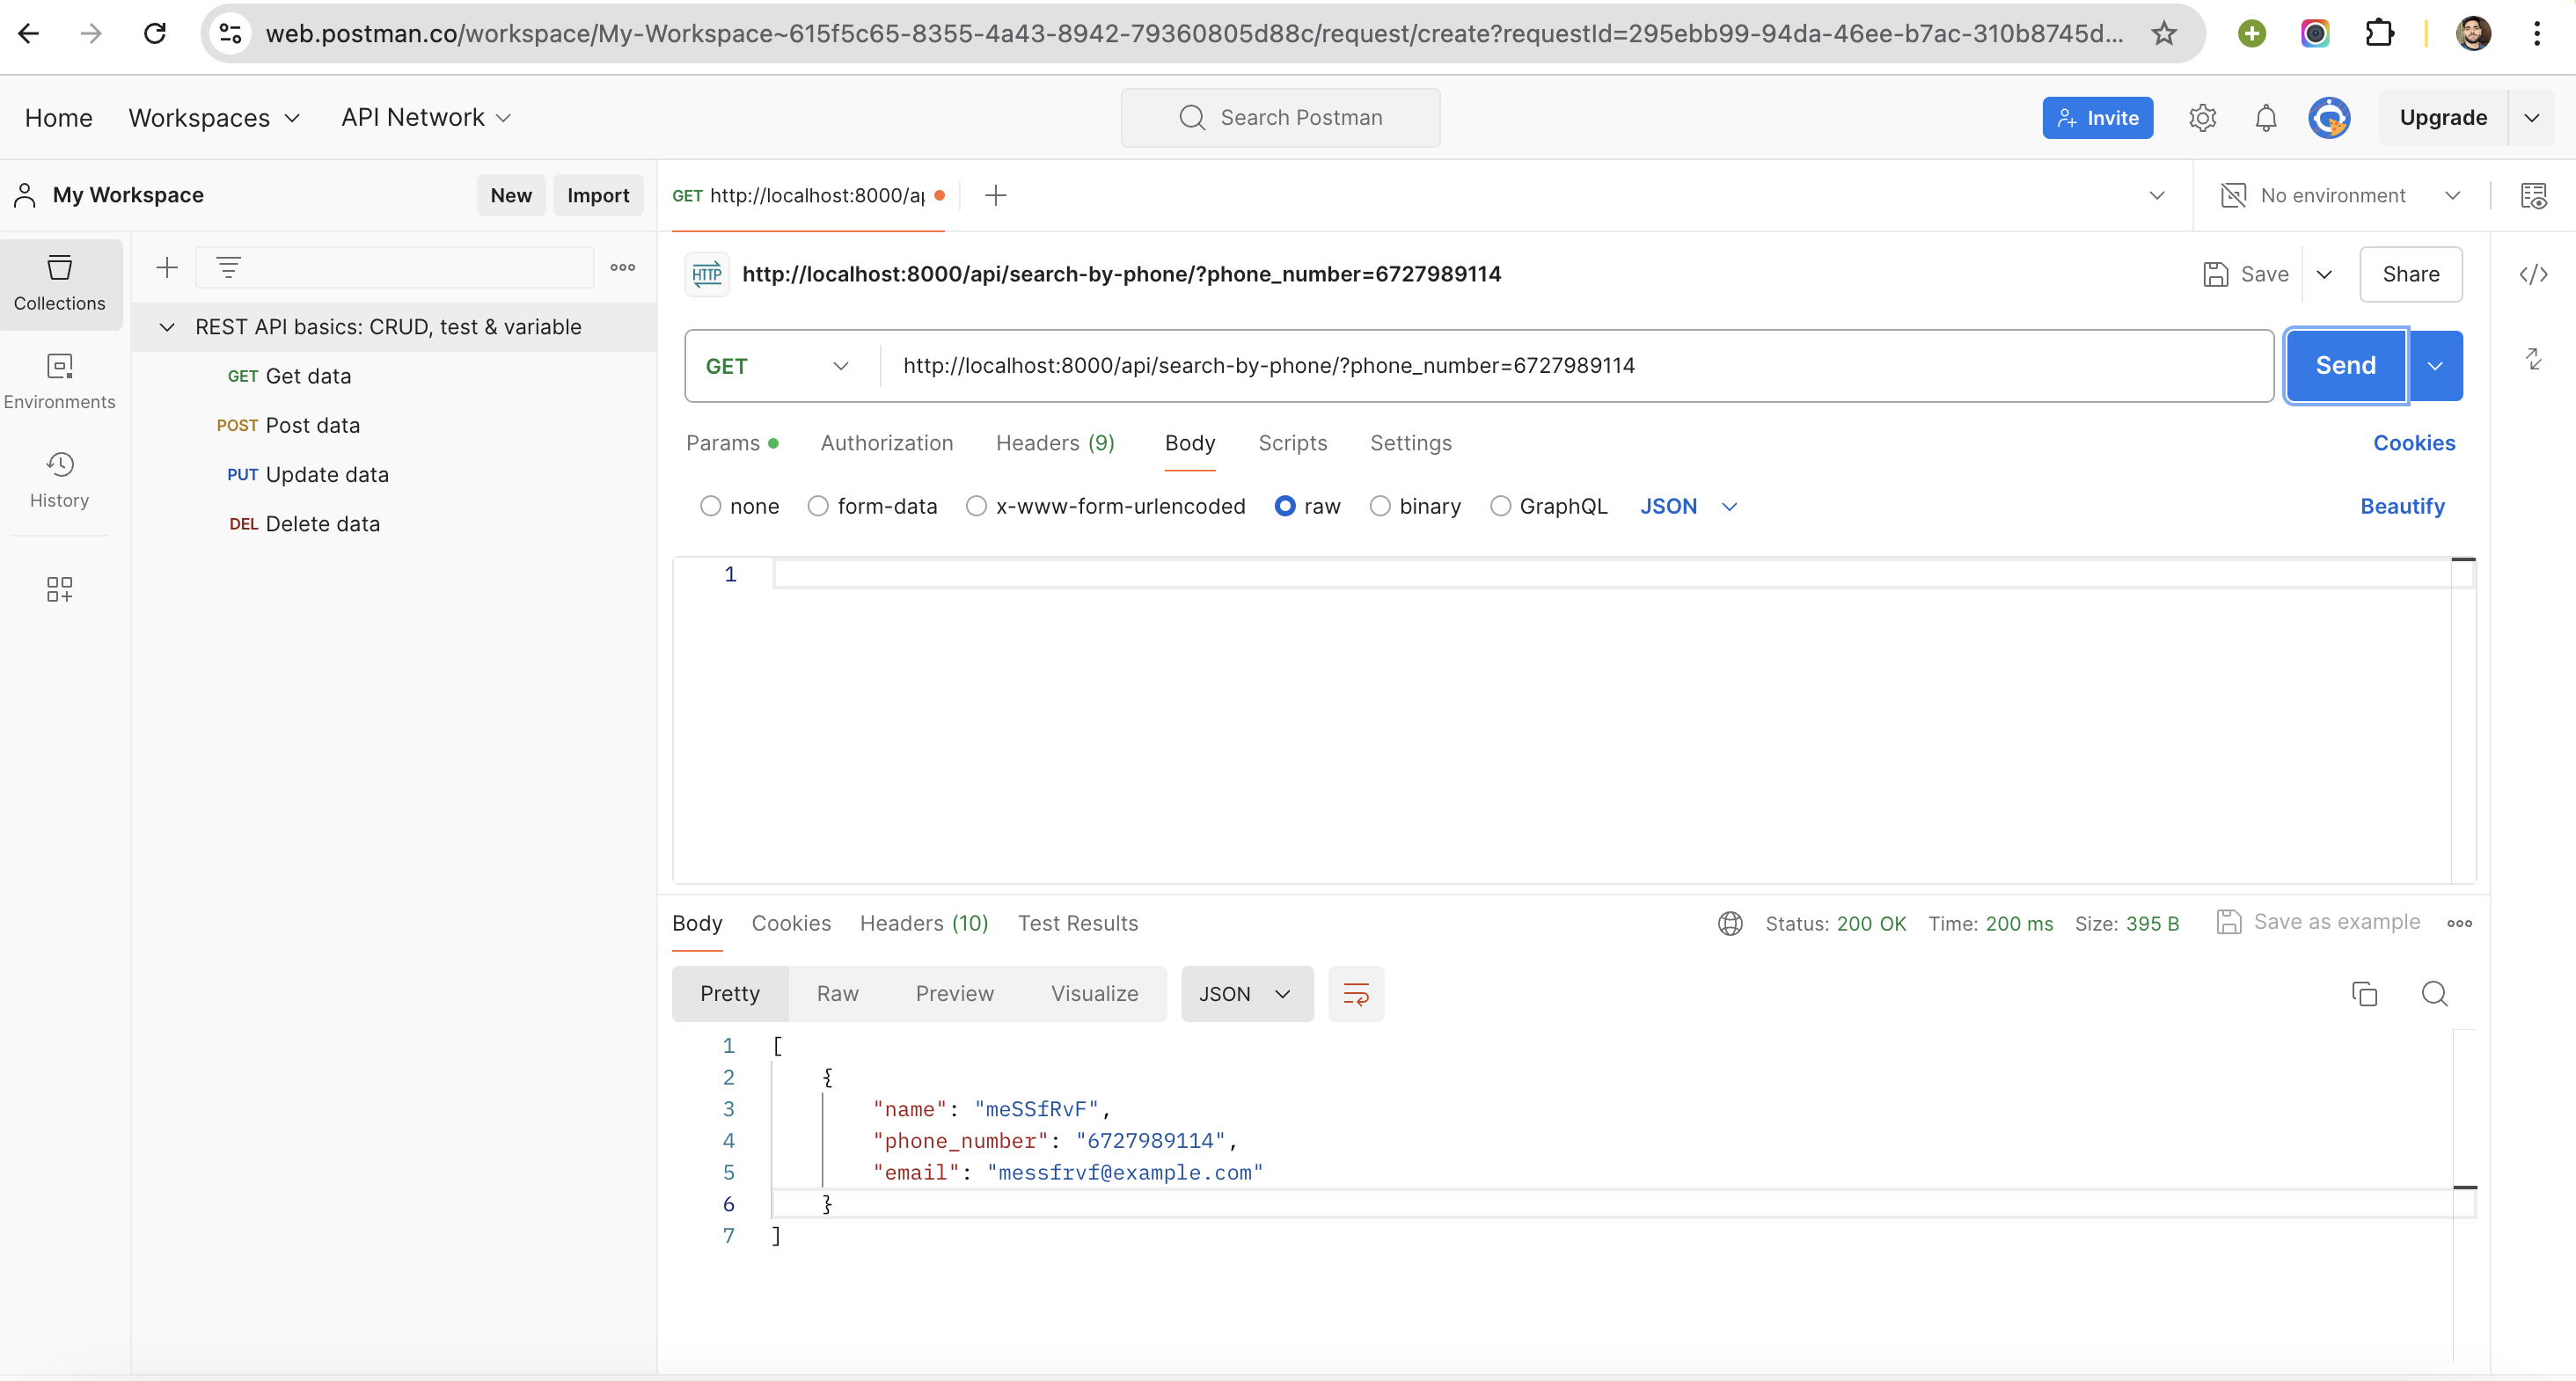 web.postman.co/workspace/My-Workspace~615f5c65-8355-4a43-8942-79360805d88c/request/create?requestId=295ebb99-94da-46ee-b7ac-310b8745d...
Home Workspaces API Network Search Postman Invite Upgrade
My Workspace New Import GET http://localhost:8000/a No environment
Collections
Environments
History
REST API basics: CRUD, test & variable
GET Get data
POST Post data
PUT Update data
DEL Delete data
HTTP http://localhost:8000/api/search-by-phone/?phone_number=6727989114 Save Share
GET http://localhost:8000/api/search-by-phone/?phone_number=6727989114 Send
Params Authorization Headers (9) Body Scripts Settings Cookies
none form-data x-www-form-urlencoded raw binary GraphQL JSON Beautify
1
Body Cookies Headers (10) Test Results Status: 200 OK Time: 200 ms Size: 395 B Save as example
Pretty Raw Preview Visualize JSON
1 [
2 {
3 "name": "meSSfRvF",
4 "phone_number": "6727989114",
5 "email": "messfrvf@example.com"
6 }
7 ]